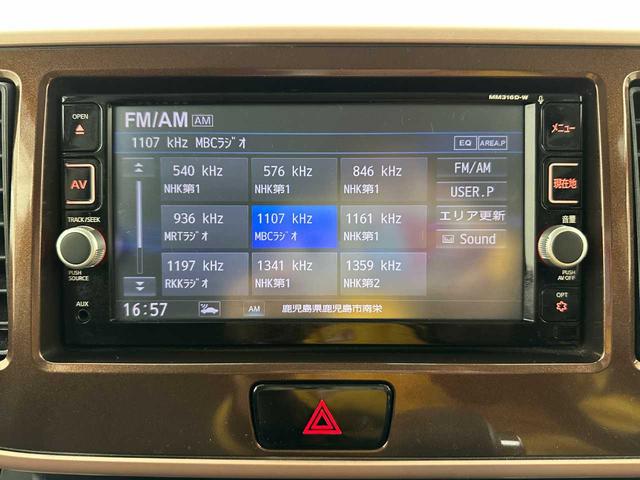 MM316D-W
OPEN
FM/AM AM
メニュー
1107 kHz MBCﾗｼﾞｵ EQ AREA.P
540 kHz 576 kHz 846 kHz FM/AM
NHK第1 NHK第1 NHK第1
AV
USER.P
現在地
936 kHz 1107 kHz 1161 kHz エリア更新
TRACK/SEEK
音量
MRTﾗｼﾞｵ MBCﾗｼﾞｵ NHK第1
Sound
1197 kHz 1341 kHz 1359 kHz
PUSH SOURCE
PUSH AV OFF
RKKﾗｼﾞｵ NHK第1 NHK第2
OPT
AUX
16:57 AM 鹿児島県鹿児島市南栄